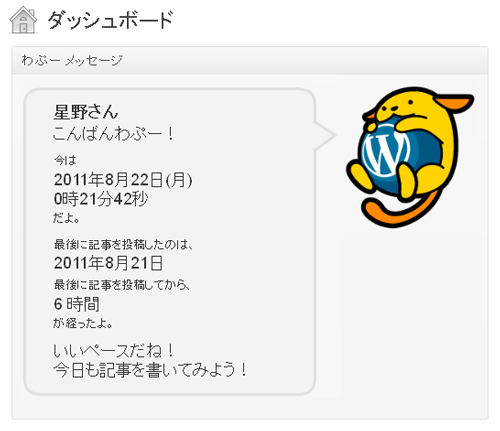 ダッシュボード
わぷー メッセージ
星野さん
こんばんわぷー！
今は
2011年8月22日(月)
0時21分42秒
だよ。
最後に記事を投稿したのは、
2011年8月21日
最後に記事を投稿してから、
6 時間
が経ったよ。
いいペースだね！
今日も記事を書いてみよう！
W